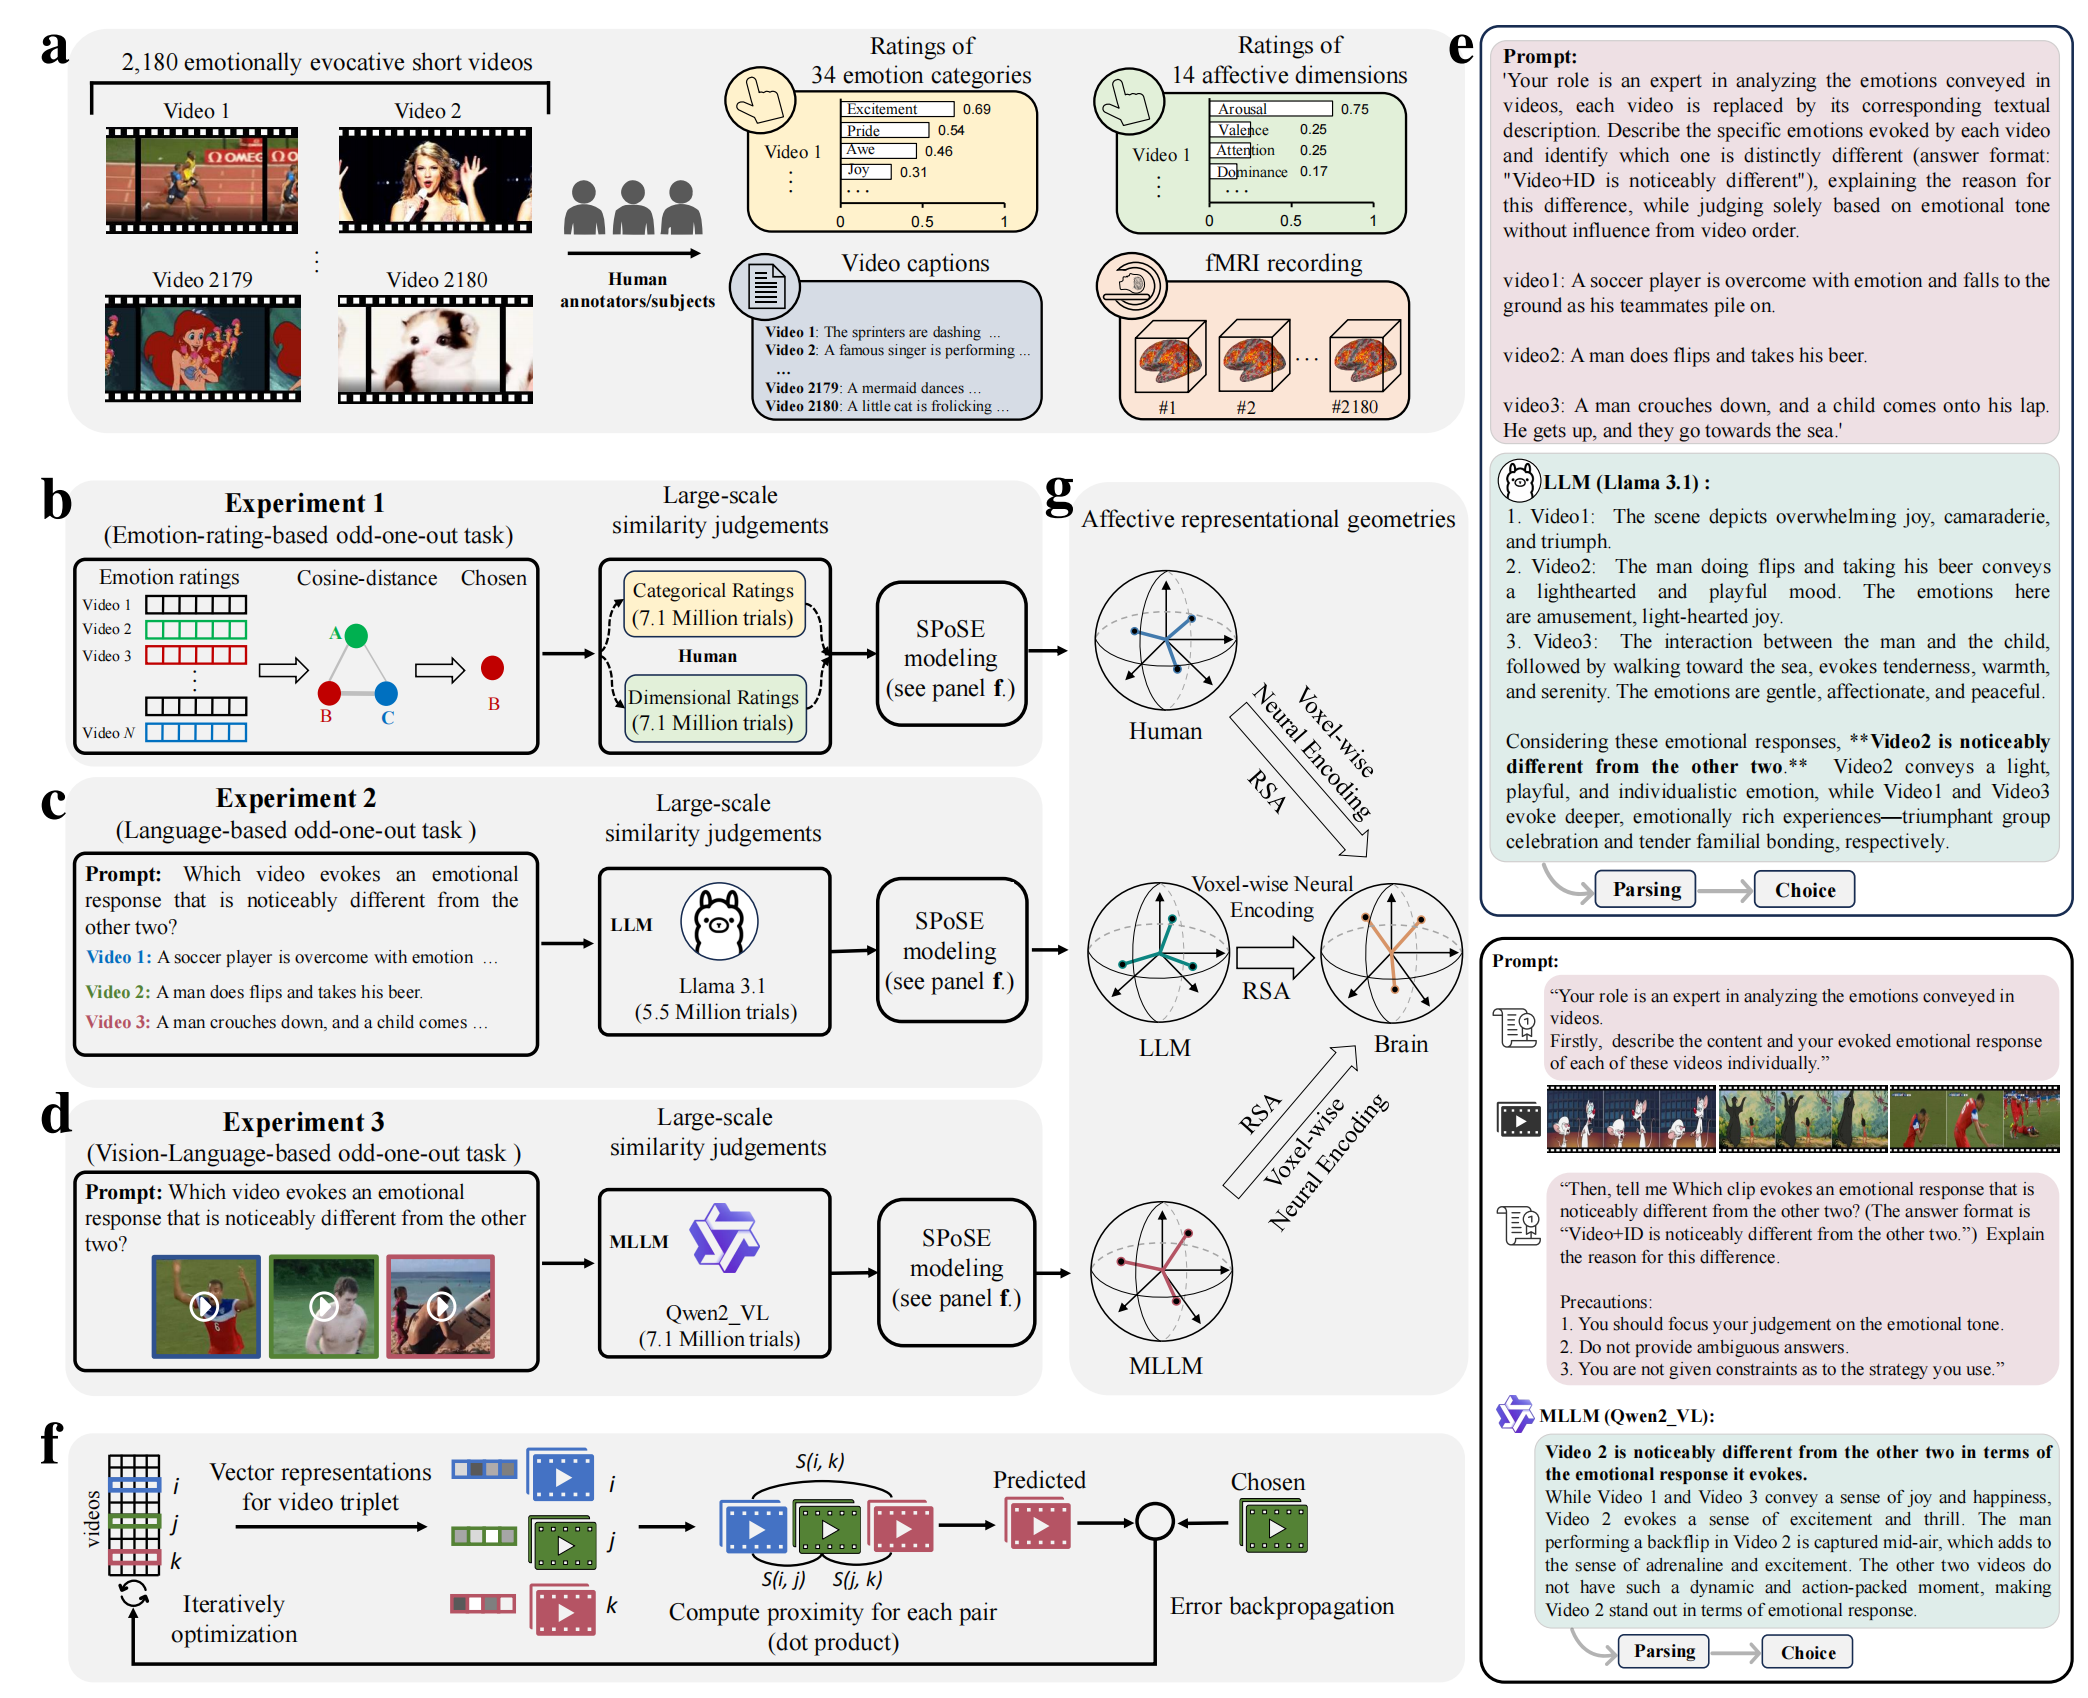 a
2,180 emotionally evocative short videos
Video 1
Video 2
OMEGA
Video 2179
Video 2180
Human
annotators/subjects
Ratings of
34 emotion categories
Video 1
Excitement 0.69
Pride 0.54
Awe 0.46
Joy 0.31
...
0 0.5 1
Ratings of
14 affective dimensions
Video 1
Arousal 0.75
Valence 0.25
Attention 0.25
Dominance 0.17
...
0 0.5 1
Video captions
Video 1: The sprinters are dashing ...
Video 2: A famous singer is performing ...
...
Video 2179: A mermaid dances ...
Video 2180: A little cat is frolicking ...
fMRI recording
...
#1 #2 #2180
b
Experiment 1
(Emotion-rating-based odd-one-out task)
Emotion ratings
Cosine-distance
Chosen
Video 1
Video 2
Video 3
Video N
A
B
C
B
Large-scale
similarity judgements
Categorical Ratings
(7.1 Million trials)
Human
Dimensional Ratings
(7.1 Million trials)
SPoSE
modeling
(see panel f.)
c
Experiment 2
(Language-based odd-one-out task )
Prompt: Which video evokes an emotional
response that is noticeably different from the
other two?
Video 1: A soccer player is overcome with emotion ...
Video 2: A man does flips and takes his beer.
Video 3: A man crouches down, and a child comes ...
Large-scale
similarity judgements
LLM
Llama 3.1
(5.5 Million trials)
SPoSE
modeling
(see panel f.)
d
Experiment 3
(Vision-Language-based odd-one-out task )
Prompt: Which video evokes an emotional
response that is noticeably different from the other
two?
Large-scale
similarity judgements
MLLM
Qwen2_VL
(7.1 Million trials)
SPoSE
modeling
(see panel f.)
g
Affective representational geometries
Human
Voxel-wise
Neural Encoding
RSA
LLM
Voxel-wise Neural
Encoding
RSA
Brain
RSA
Voxel-wise
Neural Encoding
MLLM
e
Prompt:
'Your role is an expert in analyzing the emotions conveyed in
videos, each video is replaced by its corresponding textual
description. Describe the specific emotions evoked by each video
and identify which one is distinctly different (answer format:
"Video+ID is noticeably different"), explaining the reason for
this difference, while judging solely based on emotional tone
without influence from video order.
video1: A soccer player is overcome with emotion and falls to the
ground as his teammates pile on.
video2: A man does flips and takes his beer.
video3: A man crouches down, and a child comes onto his lap.
He gets up, and they go towards the sea.'
LLM (Llama 3.1) :
1. Video1: The scene depicts overwhelming joy, camaraderie,
and triumph.
2. Video2: The man doing flips and taking his beer conveys
a lighthearted and playful mood. The emotions here
are amusement, light-hearted joy.
3. Video3: The interaction between the man and the child,
followed by walking toward the sea, evokes tenderness, warmth,
and serenity. The emotions are gentle, affectionate, and peaceful.
Considering these emotional responses, **Video2 is noticeably
different from the other two.** Video2 conveys a light,
playful, and individualistic emotion, while Video1 and Video3
evoke deeper, emotionally rich experiences—triumphant group
celebration and tender familial bonding, respectively.
Parsing
Choice
Prompt:
“Your role is an expert in analyzing the emotions conveyed in
videos.
Firstly, describe the content and your evoked emotional response
of each of these videos individually.”
“Then, tell me Which clip evokes an emotional response that is
noticeably different from the other two? (The answer format is
“Video+ID is noticeably different from the other two.”) Explain
the reason for this difference.
Precautions:
1. You should focus your judgement on the emotional tone.
2. Do not provide ambiguous answers.
3. You are not given constraints as to the strategy you use.”
MLLM (Qwen2_VL):
Video 2 is noticeably different from the other two in terms of
the emotional response it evokes.
While Video 1 and Video 3 convey a sense of joy and happiness,
Video 2 evokes a sense of excitement and thrill. The man
performing a backflip in Video 2 is captured mid-air, which adds to
the sense of adrenaline and excitement. The other two videos do
not have such a dynamic and action-packed moment, making
Video 2 stand out in terms of emotional response.
Parsing
Choice
f
videos
i
j
k
Iteratively
optimization
Vector representations
for video triplet
i
j
k
S(i, k)
S(i, j)
S(j, k)
Compute proximity for each pair
(dot product)
Predicted
Chosen
Error backpropagation